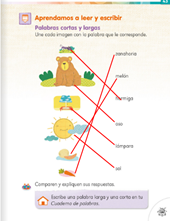 Aprendamos a leer y escribir
Palabras cortas y largas
Une cada imagen con la palabra que le corresponde.
zanahoria
melón
hormiga
oso
lámpara
sol
Comparen y expliquen sus respuestas.
Escribe una palabra larga y una corta en tu
Cuaderno de palabras.